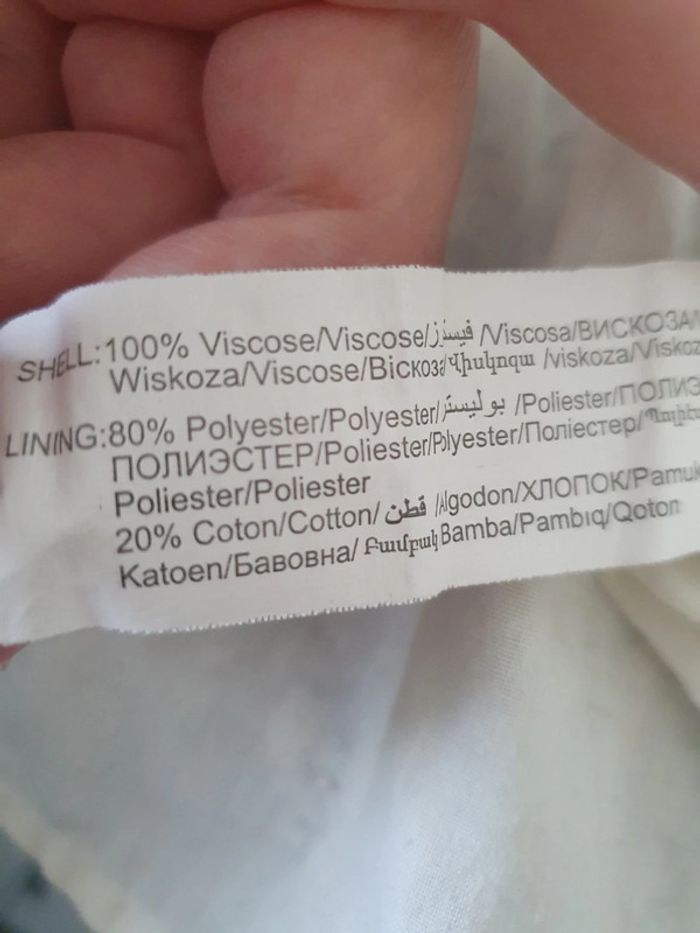 SHELL:100% Viscose/Viscose/فيسذز/Viscosa/ВИСКОЗА/
Wiskoza/Viscose/Віскоза/Վիսկոզա /viskoza/Viskoz
LINING:80% Polyester/Polyester/بوليستر /Poliester/ПОЛИЭ
ПОЛИЭСТЕР/Poliester/Polyester/Поліестер/
Poliester/Poliester
20% Coton/Cotton/ قطن /Algodon/ХЛОПОК/Pamuk
Katoen/Бавовна/ Բամբակ Bamba/Pambıq/Qoton